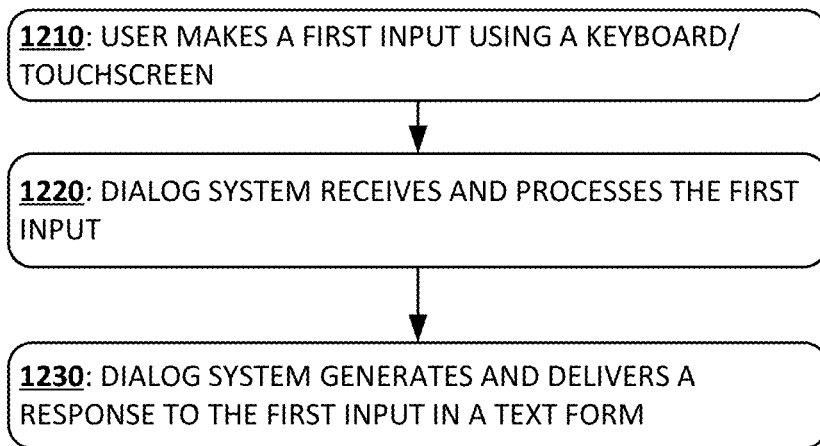 1210: USER MAKES A FIRST INPUT USING A KEYBOARD/
TOUCHSCREEN
1220: DIALOG SYSTEM RECEIVES AND PROCESSES THE FIRST
INPUT
1230: DIALOG SYSTEM GENERATES AND DELIVERS A
RESPONSE TO THE FIRST INPUT IN A TEXT FORM